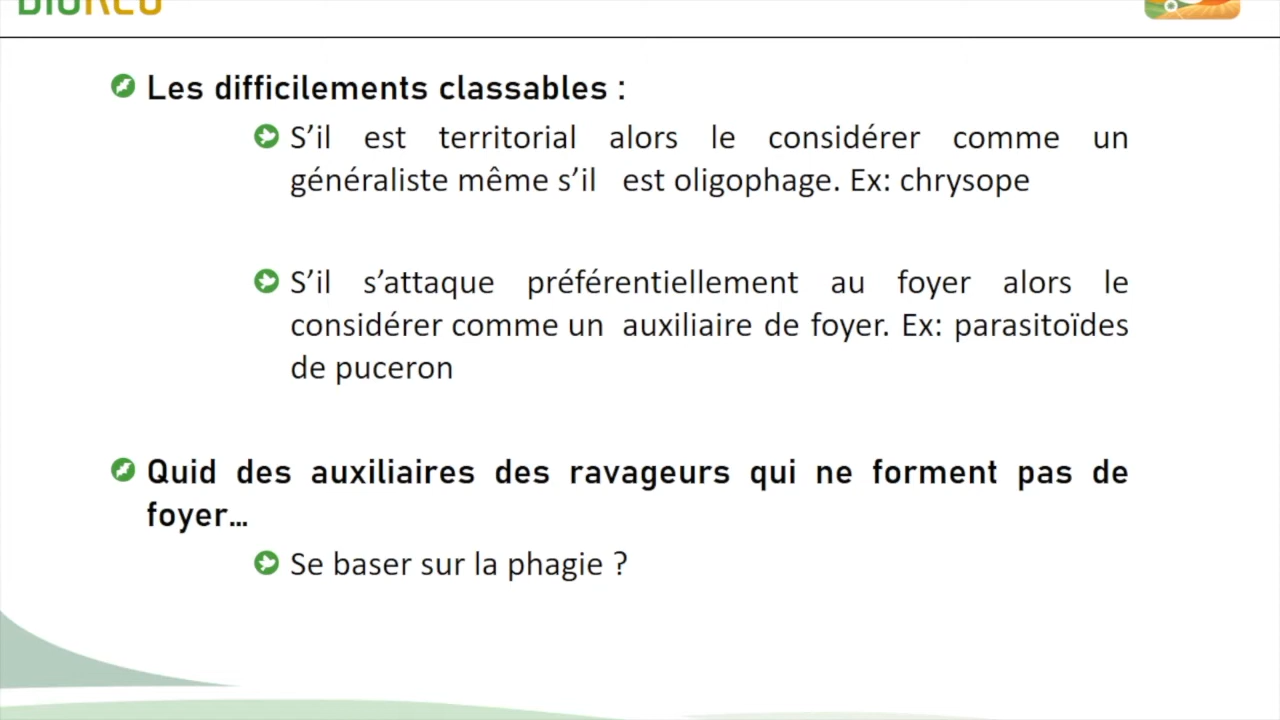 Les difficilements classables :
S’il est territorial alors le considérer comme un
généraliste même s’il est oligophage. Ex: chrysope
S’il s’attaque préférentiellement au foyer alors le
considérer comme un auxiliaire de foyer. Ex: parasitoïdes
de puceron
Quid des auxiliaires des ravageurs qui ne forment pas de
foyer…
Se baser sur la phagie ?